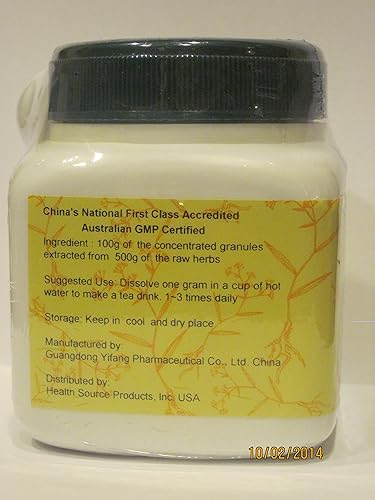 China's National First Class Accredited
Australian GMP Certified
Ingredient : 100g of the concentrated granules
extracted from 500g of the raw herbs
Suggested Use: Dissolve one gram in a cup of hot
water to make a tea drink. 1~3 times daily
Storage: Keep in cool and dry place
Manufactured by:
Guangdong Yifang Pharmaceutical Co., Ltd. China
Distributed by:
Health Source Products, Inc. USA
10/02/2014